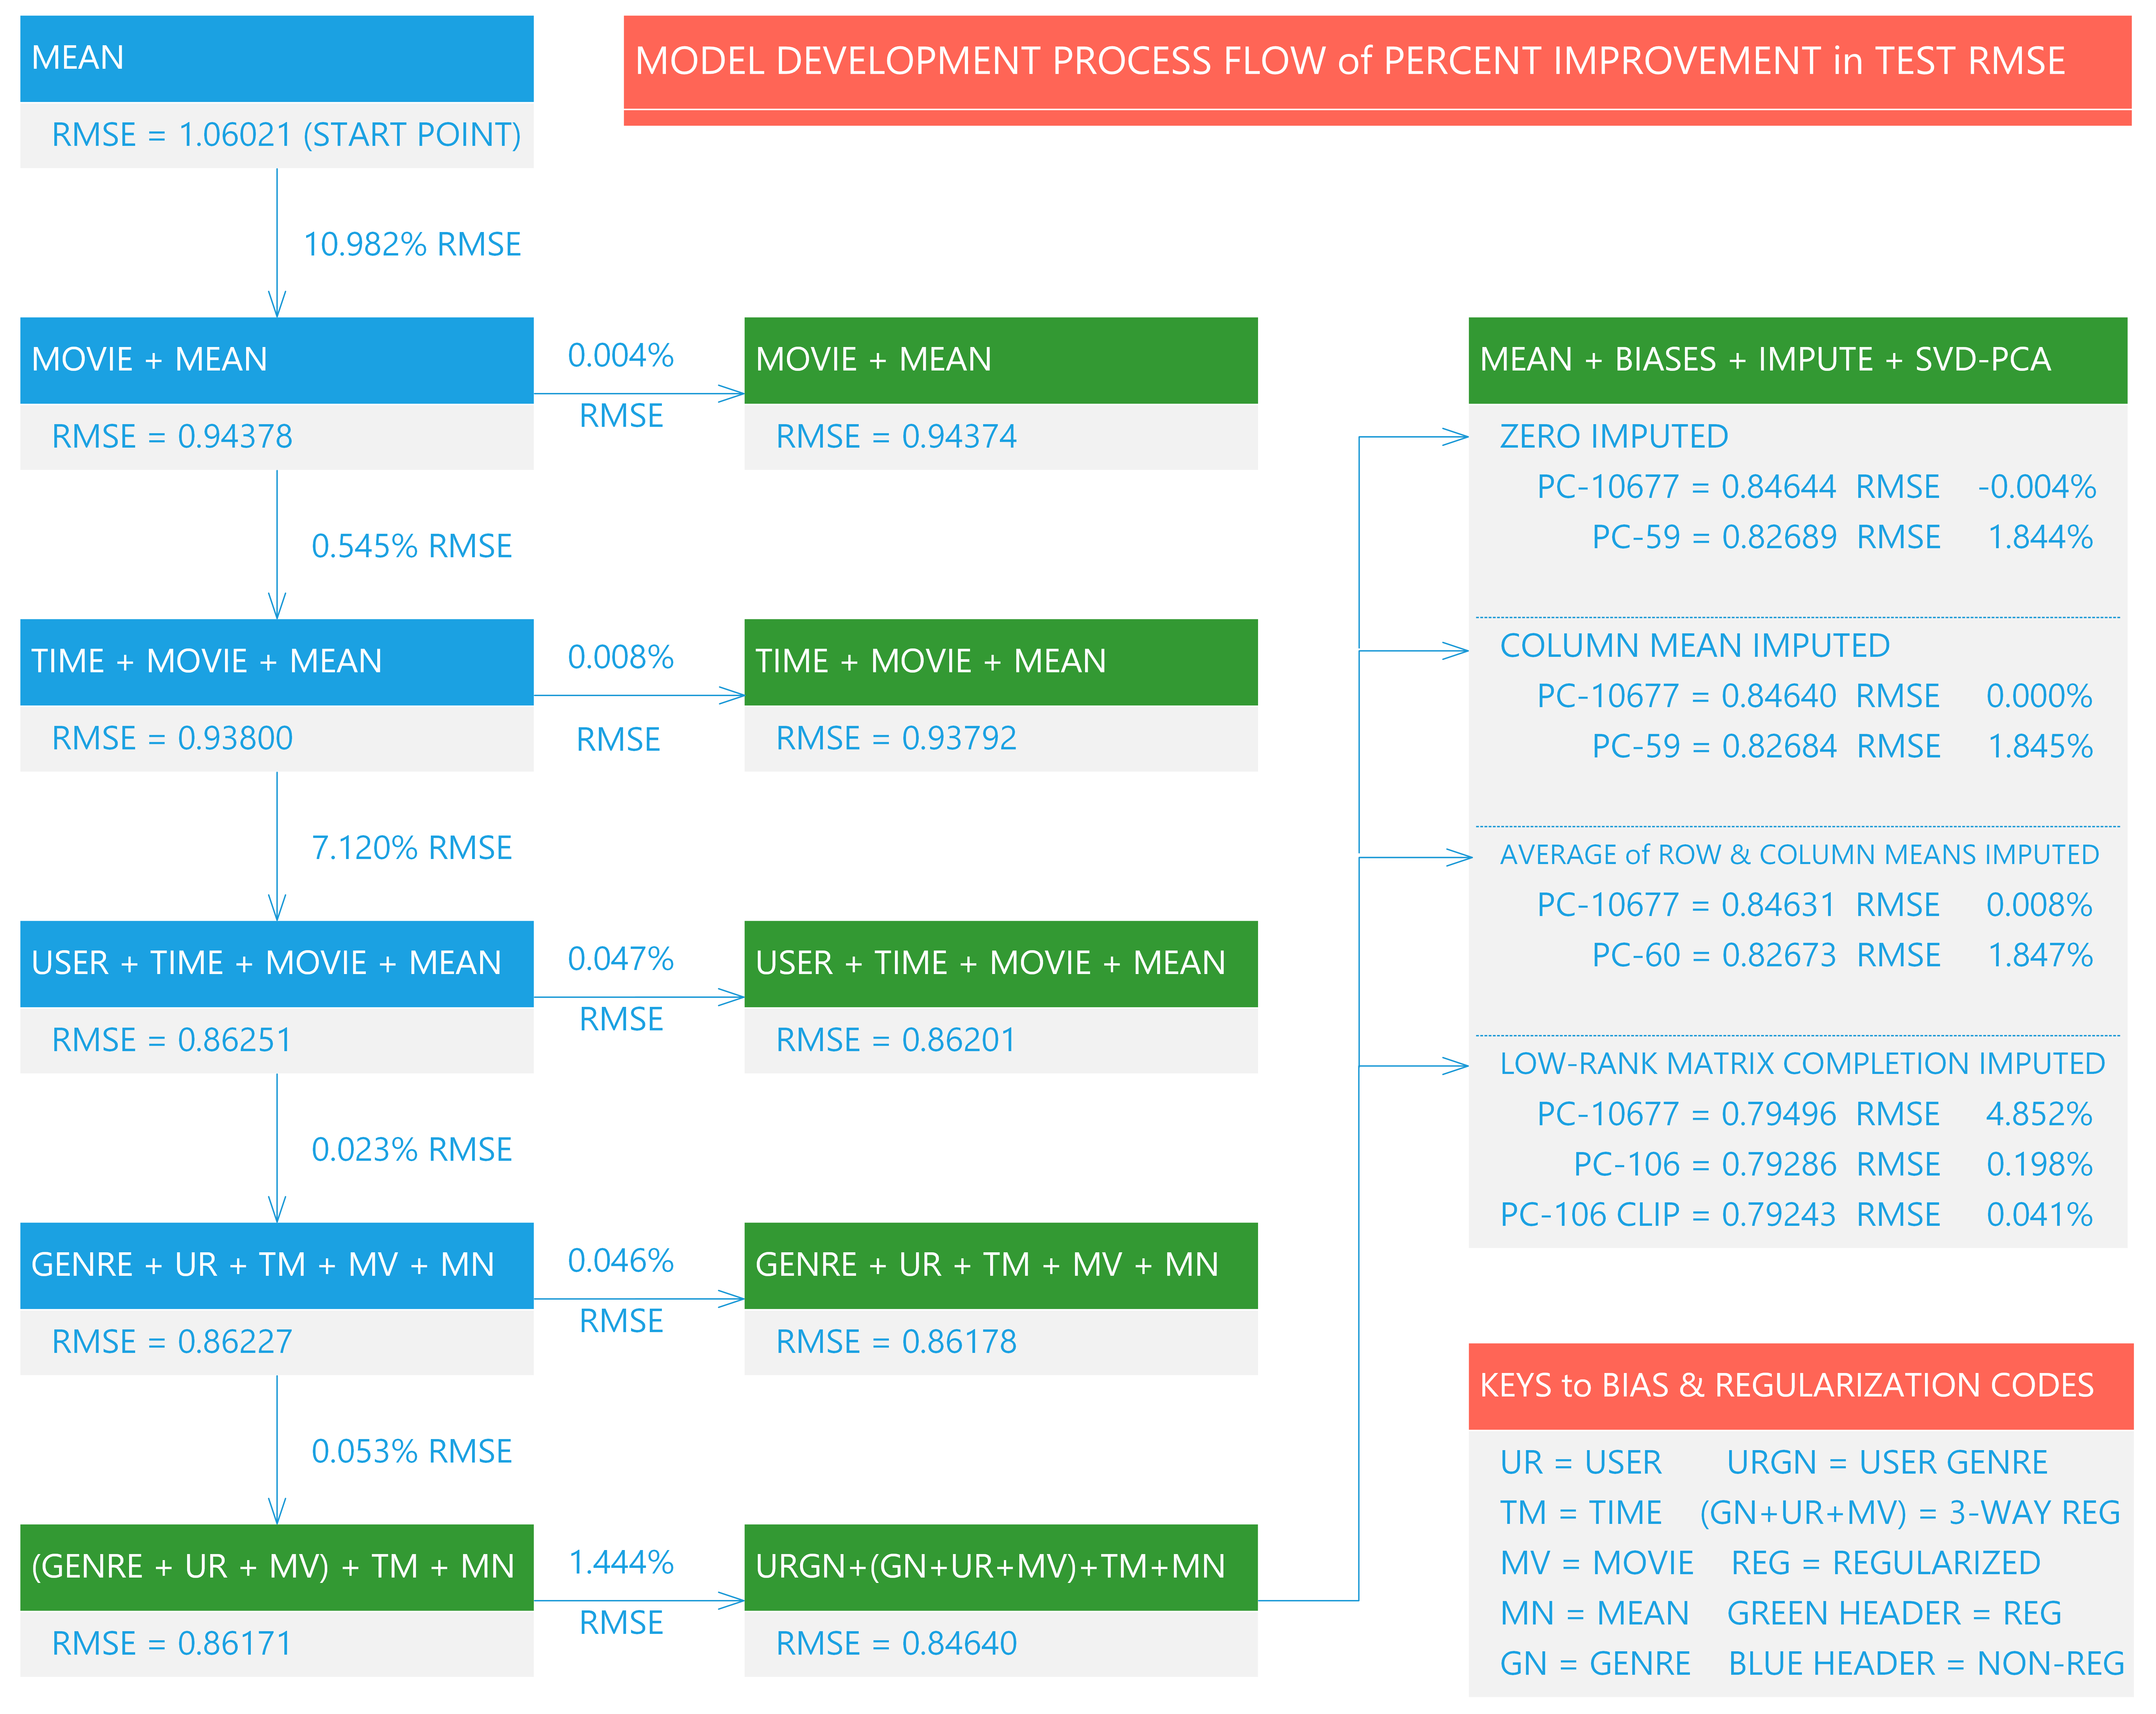 MEAN
RMSE = 1.06021 (START POINT)
MODEL DEVELOPMENT PROCESS FLOW of PERCENT IMPROVEMENT in TEST RMSE
10.982% RMSE
MOVIE + MEAN
RMSE = 0.94378
0.004%
RMSE
MOVIE + MEAN
RMSE = 0.94374
0.545% RMSE
TIME + MOVIE + MEAN
RMSE = 0.93800
0.008%
RMSE
TIME + MOVIE + MEAN
RMSE = 0.93792
7.120% RMSE
USER + TIME + MOVIE + MEAN
RMSE = 0.86251
0.047%
RMSE
USER + TIME + MOVIE + MEAN
RMSE = 0.86201
0.023% RMSE
GENRE + UR + TM + MV + MN
RMSE = 0.86227
0.046%
RMSE
GENRE + UR + TM + MV + MN
RMSE = 0.86178
0.053% RMSE
(GENRE + UR + MV) + TM + MN
RMSE = 0.86171
1.444%
RMSE
URGN+(GN+UR+MV)+TM+MN
RMSE = 0.84640
MEAN + BIASES + IMPUTE + SVD-PCA
ZERO IMPUTED
PC-10677 = 0.84644 RMSE -0.004%
PC-59 = 0.82689 RMSE 1.844%
COLUMN MEAN IMPUTED
PC-10677 = 0.84640 RMSE 0.000%
PC-59 = 0.82684 RMSE 1.845%
AVERAGE of ROW & COLUMN MEANS IMPUTED
PC-10677 = 0.84631 RMSE 0.008%
PC-60 = 0.82673 RMSE 1.847%
LOW-RANK MATRIX COMPLETION IMPUTED
PC-10677 = 0.79496 RMSE 4.852%
PC-106 = 0.79286 RMSE 0.198%
PC-106 CLIP = 0.79243 RMSE 0.041%
KEYS to BIAS & REGULARIZATION CODES
UR = USER URGN = USER GENRE
TM = TIME (GN+UR+MV) = 3-WAY REG
MV = MOVIE REG = REGULARIZED
MN = MEAN GREEN HEADER = REG
GN = GENRE BLUE HEADER = NON-REG